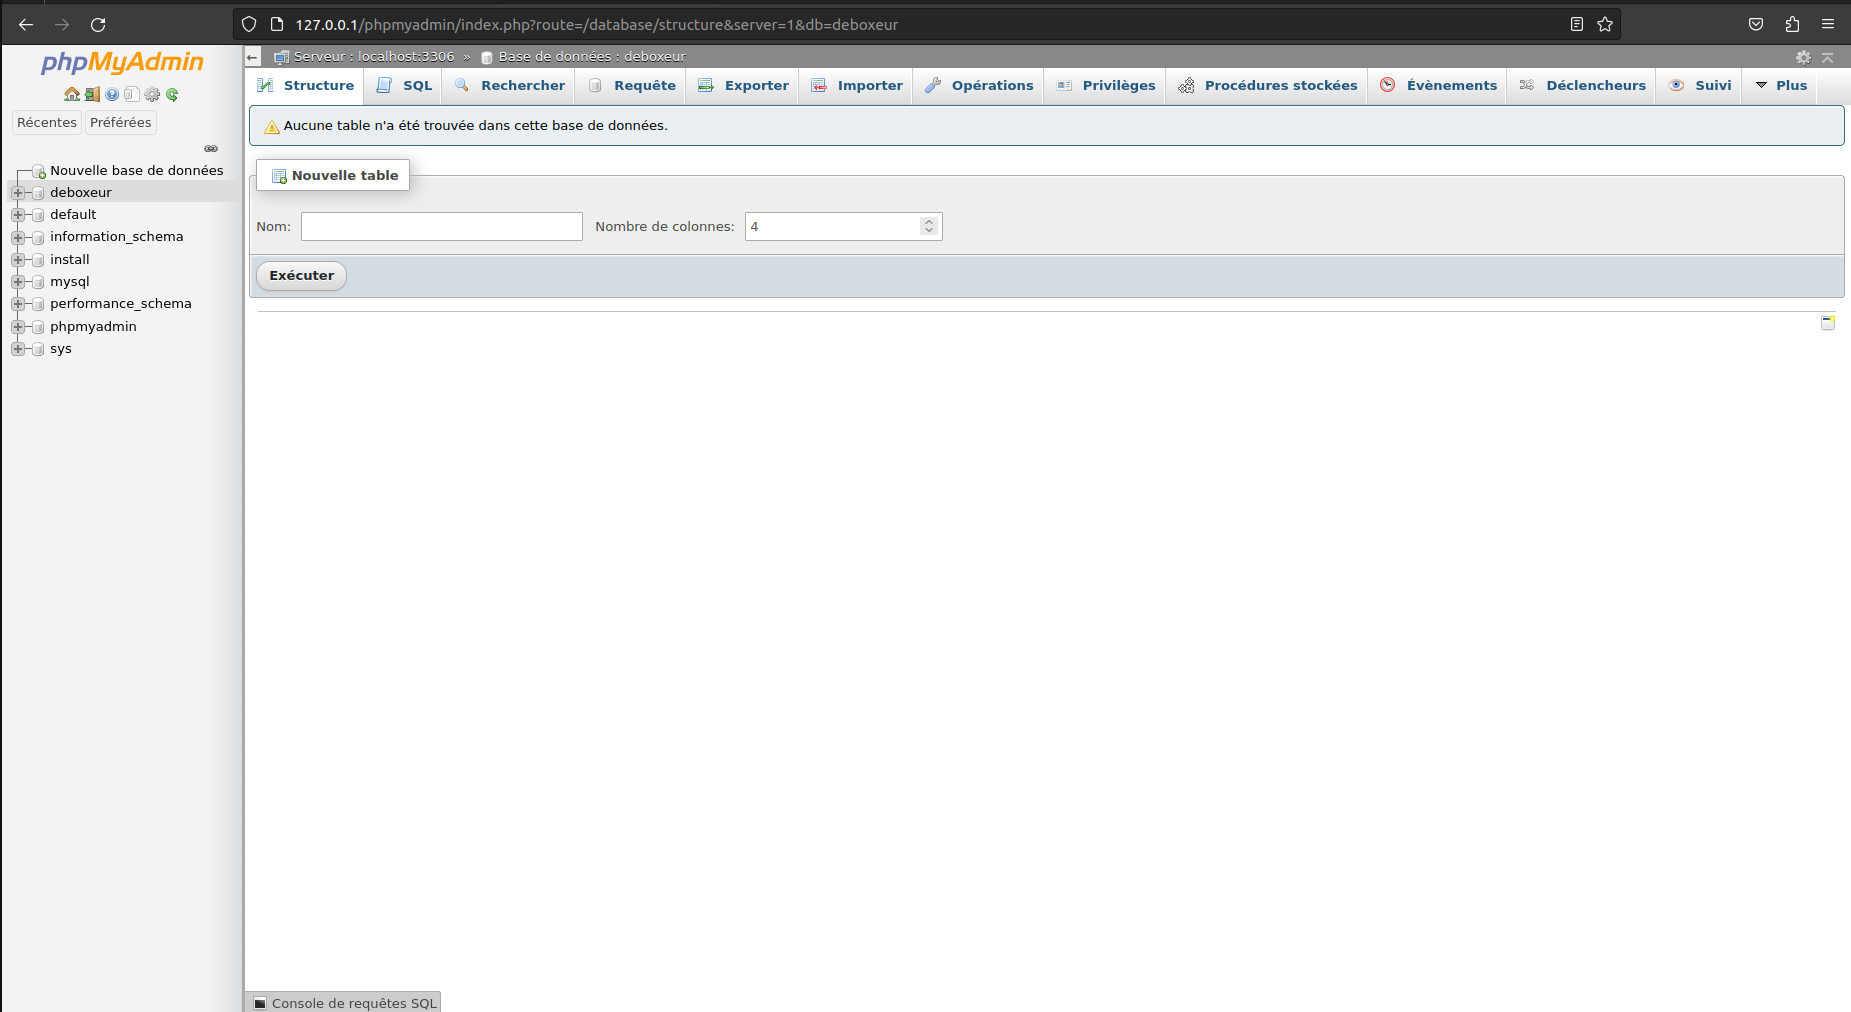 127.0.0.1/phpmyadmin/index.php?route=/database/structure&server=1&db=deboxeur
phpMyAdmin
Récentes Préférées
Nouvelle base de données
deboxeur
default
information_schema
install
mysql
performance_schema
phpmyadmin
sys
Serveur : localhost:3306 » Base de données : deboxeur
Structure SQL Rechercher Requête Exporter Importer Opérations Privilèges Procédures stockées Évènements Déclencheurs Suivi Plus
Aucune table n'a été trouvée dans cette base de données.
Nouvelle table
Nom: Nombre de colonnes: 4
Exécuter
Console de requêtes SQL